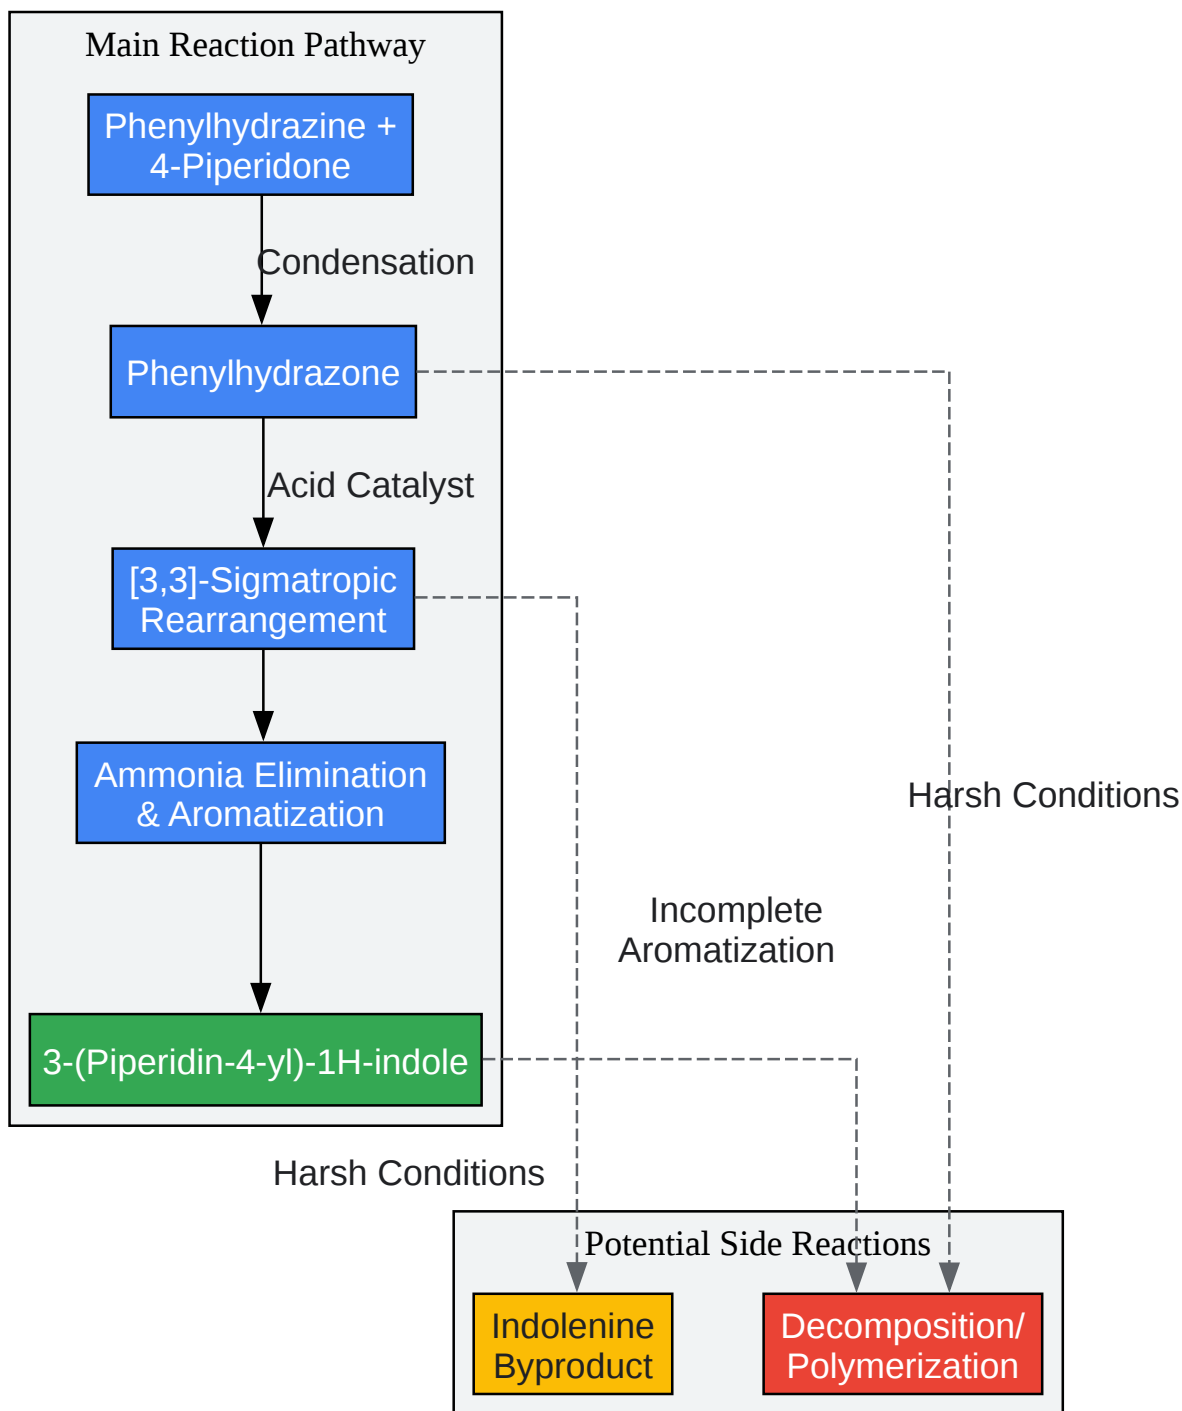 Main Reaction Pathway
Phenylhydrazine +
4-Piperidone
Condensation
Phenylhydrazone
Acid Catalyst
[3,3]-Sigmatropic
Rearrangement
Ammonia Elimination
& Aromatization
Harsh Conditions
Incomplete
Aromatization
3-(Piperidin-4-yl)-1H-indole
Harsh Conditions
Potential Side Reactions
Indolenine
Byproduct
Decomposition/
Polymerization